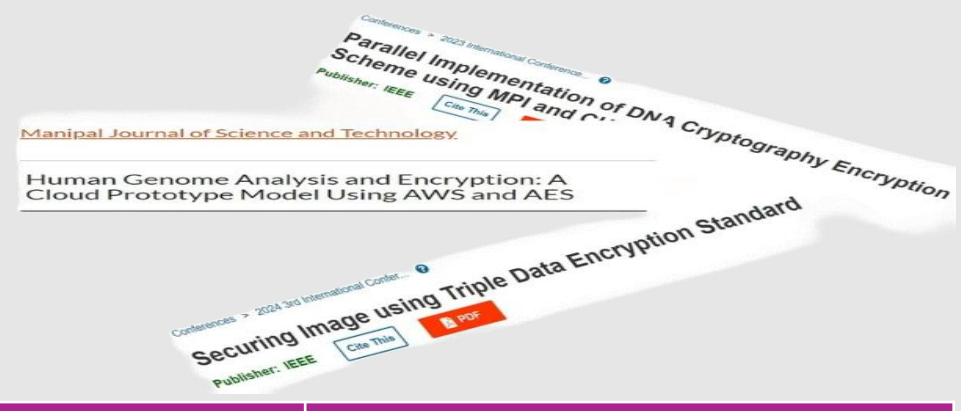 Conferences > 2023 International Conference...
Parallel Implementation of DNA Cryptography Encryption
Scheme using MPI and
Publisher: IEEE
Cite This
Manipal Journal of Science and Technology
Human Genome Analysis and Encryption: A
Cloud Prototype Model Using AWS and AES
Conferences > 2024 3rd International Confer...
Securing Image using Triple Data Encryption Standard
Publisher: IEEE
Cite This
PDF